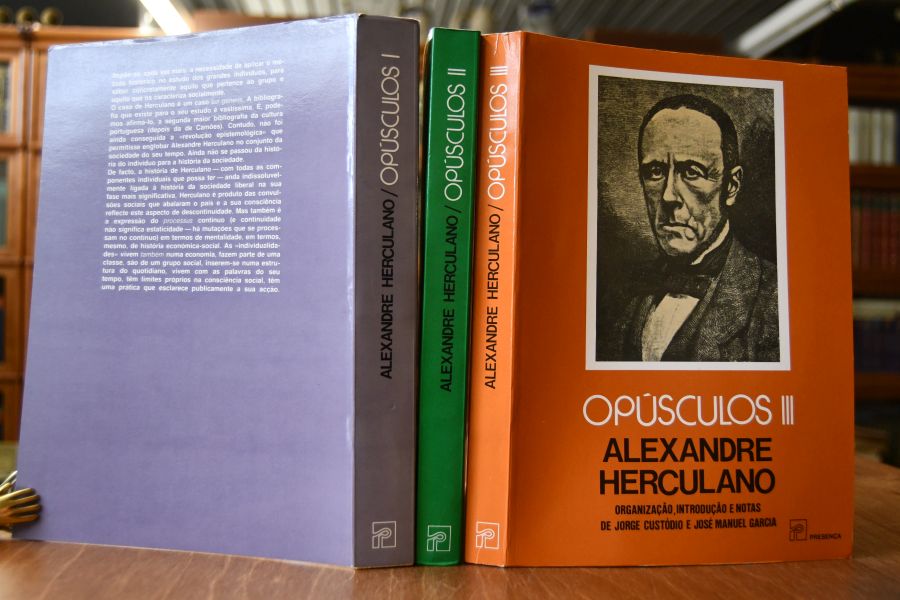 Impõe-se, cada vez mais, a necessidade de aplicar o mé-
todo histórico no estudo dos grandes indivíduos, para
saber concretamente aquilo que pertence ao grupo e
aquilo que os caracteriza socialmente.
O caso de Herculano é um caso sui generis. A bibliogra-
fia que existe para o seu estudo é vastíssima. É, pode-
mos afirmá-lo, a segunda maior bibliografia da cultura
portuguesa (depois da de Camões). Contudo, não foi
ainda conseguida a «revolução epistemológica» que
permitisse englobar Alexandre Herculano no conjunto da
sociedade do seu tempo. Ainda não se passou da histó-
ria do indivíduo para a história da sociedade.
De facto, a história de Herculano — com todas as com-
ponentes individuais que possa ter — anda indissoluvel-
mente ligada à história da sociedade liberal na sua
fase mais significativa. Herculano é produto das convul-
sões sociais que abalaram o país e a sua consciência
reflecte este aspecto de descontinuidade. Mas também é
a expressão do processus contínuo (e continuidade
não significa estaticidade — há mutações que se proces-
sam no contínuo) em termos de mentalidade, em termos,
mesmo, de história económica-social. As «individualida-
des» vivem também numa economia, fazem parte de uma
classe, são de um grupo social, inserem-se numa estru-
tura do quotidiano, vivem com as palavras do seu
tempo, têm limites próprios na consciência social, têm
uma prática que esclarece publicamente a sua acção.
ALEXANDRE HERCULANO / OPÚSCULOS I
ALEXANDRE HERCULANO / OPÚSCULOS II
ALEXANDRE HERCULANO / OPÚSCULOS III
OPÚSCULOS III
ALEXANDRE
HERCULANO
ORGANIZAÇÃO, INTRODUÇÃO E NOTAS
DE JORGE CUSTÓDIO E JOSÉ MANUEL GARCIA
PRESENÇA